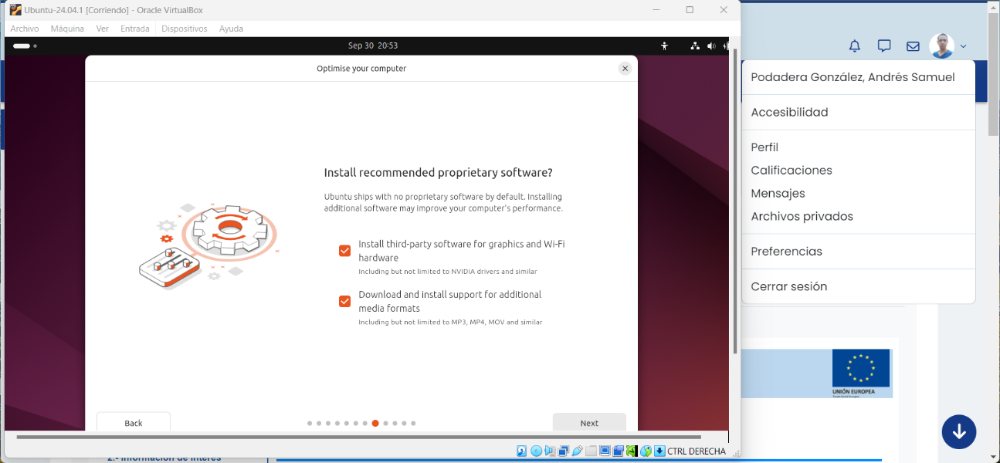 Ubuntu-24.04.1 [Corriendo] - Oracle VirtualBox
Archivo Máquina Ver Entrada Dispositivos Ayuda
Sep 30 20:53
Optimise your computer
Install recommended proprietary software?
Ubuntu ships with no proprietary software by default. Installing
additional software may improve your computer's performance.
Install third-party software for graphics and Wi-Fi
hardware
Including but not limited to NVIDIA drivers and similar
Download and install support for additional
media formats
Including but not limited to MP3, MP4, MOV and similar
Back
Next
CTRL DERECHA
Podadera González, Andrés Samuel
Accesibilidad
Perfil
Calificaciones
Mensajes
Archivos privados
Preferencias
Cerrar sesión
UNIÓN EUROPEA
Fondo Social Europeo
2.- Información de interés